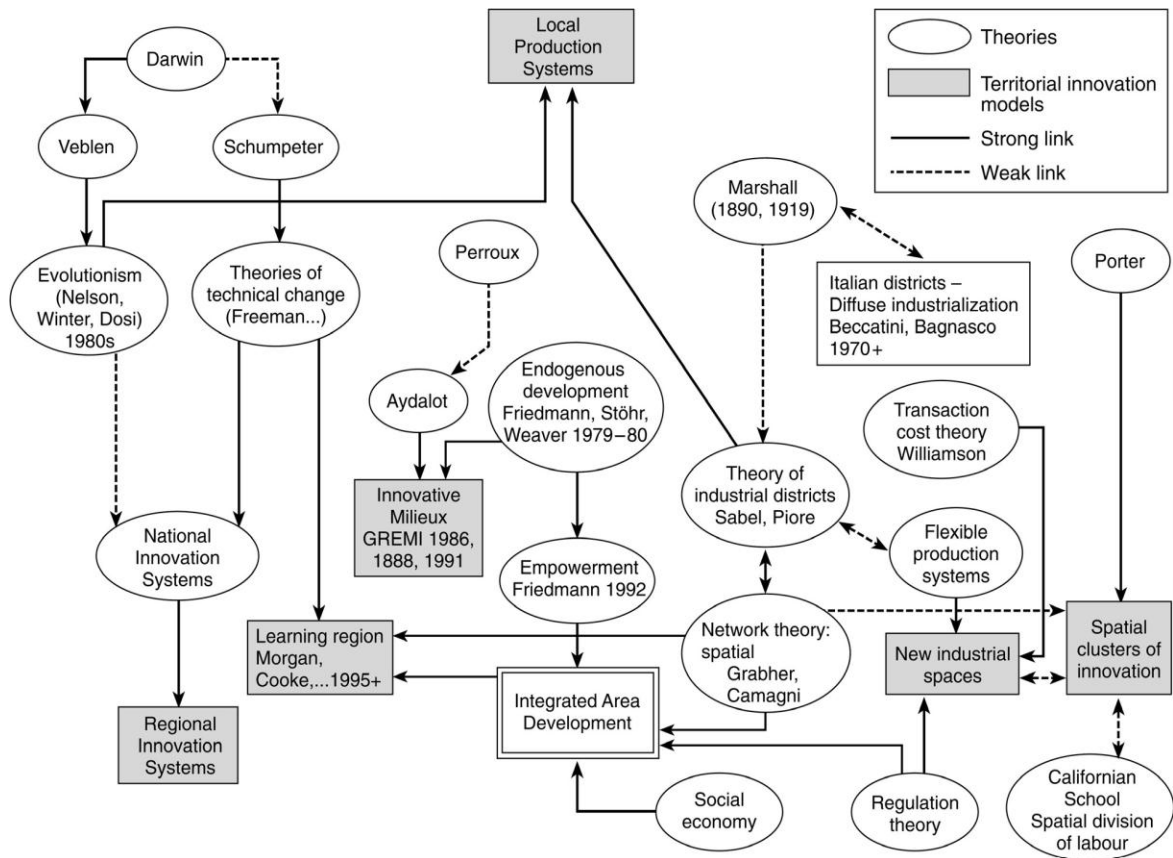 Local
Production
Systems
Theories
Territorial innovation
models
Strong link
Weak link
Darwin
Veblen
Schumpeter
Marshall
(1890, 1919)
Perroux
Porter
Evolutionism
(Nelson,
Winter, Dosi)
1980s
Theories of
technical change
(Freeman...)
Italian districts –
Diffuse industrialization
Beccatini, Bagnasco
1970+
Aydalot
Endogenous
development
Friedmann, Stöhr,
Weaver 1979–80
Transaction
cost theory
Williamson
Theory of
industrial districts
Sabel, Piore
Innovative
Milieux
GREMI 1986,
1888, 1991
National
Innovation
Systems
Flexible
production
systems
Empowerment
Friedmann 1992
Learning region
Morgan,
Cooke,...1995+
Network theory:
spatial
Grabher,
Camagni
New industrial
spaces
Spatial
clusters of
innovation
Integrated Area
Development
Regional
Innovation
Systems
Social
economy
Regulation
theory
Californian
School
Spatial division
of labour